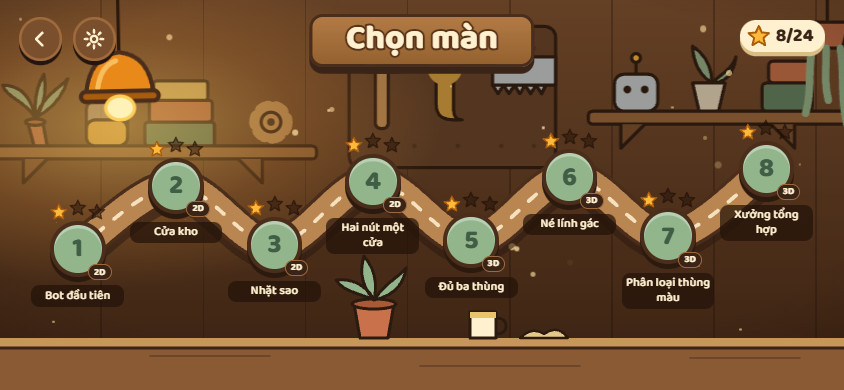 Chọn màn
8/24
1
2D
Bot đầu tiên
2
2D
Cửa kho
3
2D
Nhặt sao
4
2D
Hai nút một
cửa
5
3D
Đủ ba thùng
6
3D
Né lính gác
7
3D
Phân loại thùng
màu
8
3D
Xưởng tổng
hợp